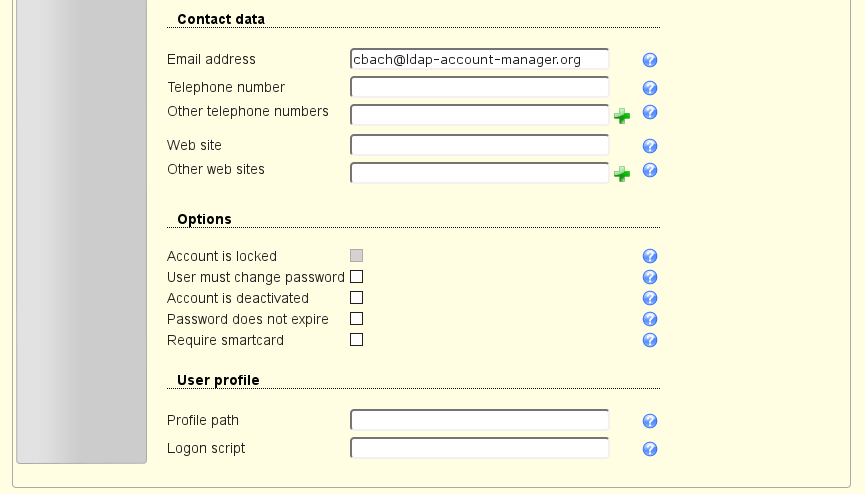 Contact data
Email address cbach@ldap-account-manager.org
Telephone number
Other telephone numbers
Web site
Other web sites
Options
Account is locked
User must change password
Account is deactivated
Password does not expire
Require smartcard
User profile
Profile path
Logon script